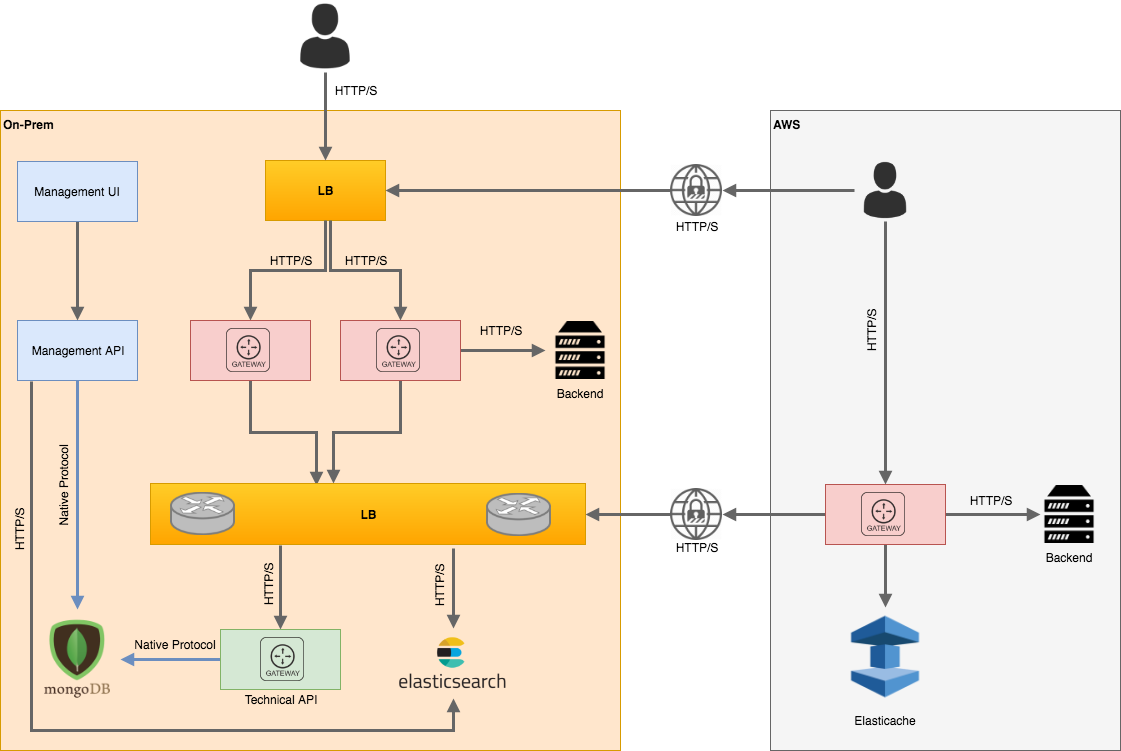 HTTP/S
On-Prem
AWS
Management UI
LB
HTTP/S
HTTP/S
HTTP/S
HTTP/S
Management API
GATEWAY
GATEWAY
HTTP/S
Backend
Native Protocol
HTTP/S
LB
HTTP/S
GATEWAY
HTTP/S
Backend
HTTP/S
HTTP/S
Native Protocol
GATEWAY
Technical API
mongoDB
elasticsearch
Elasticache